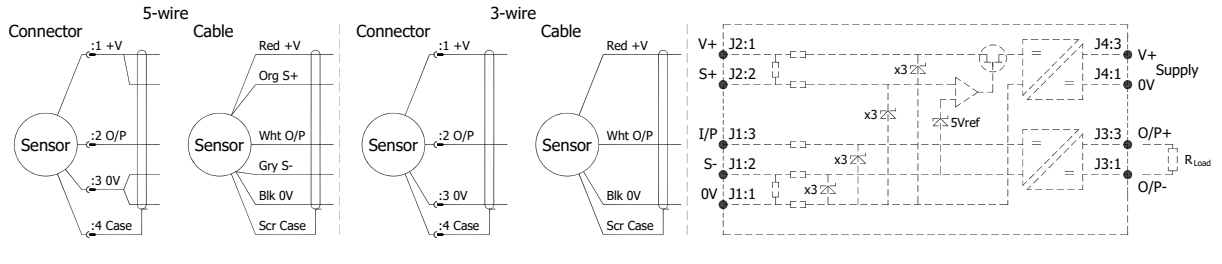 5-wire
Connector
Cable
:1 +V
:2 O/P
:3 0V
:4 Case
Sensor
Red +V
Org S+
Wht O/P
Gry S-
Blk 0V
Scr Case
Sensor
3-wire
Connector
Cable
:1 +V
:2 O/P
:3 0V
:4 Case
Sensor
Red +V
Wht O/P
Blk 0V
Scr Case
Sensor
V+ J2:1
S+ J2:2
I/P J1:3
S- J1:2
0V J1:1
x3
x3
5Vref
x3
x3
J4:3 V+
Supply
J4:1 0V
J3:3 O/P+
RLoad
J3:1 O/P-